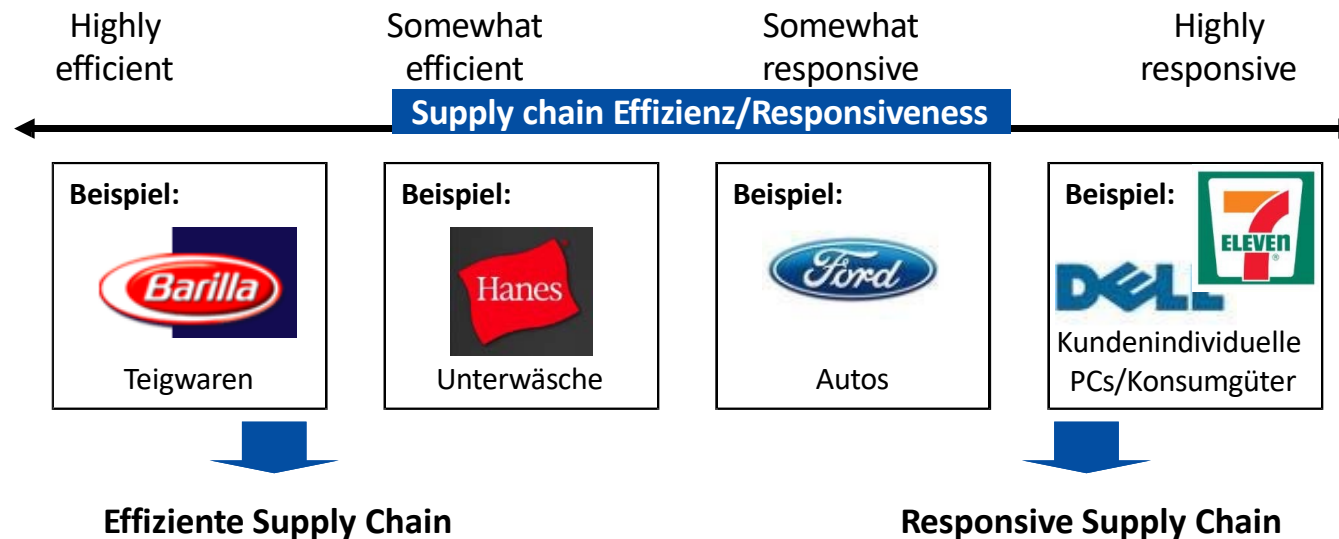 Highly
efficient
Somewhat
efficient
Somewhat
responsive
Highly
responsive
Supply chain Effizienz/Responsiveness
Beispiel:
Barilla
Teigwaren
Beispiel:
Hanes
Unterwäsche
Beispiel:
Ford
Autos
Beispiel:
7
ELEVEn
DELL
Kundenindividuelle
PCs/Konsumgüter
Effiziente Supply Chain
Responsive Supply Chain